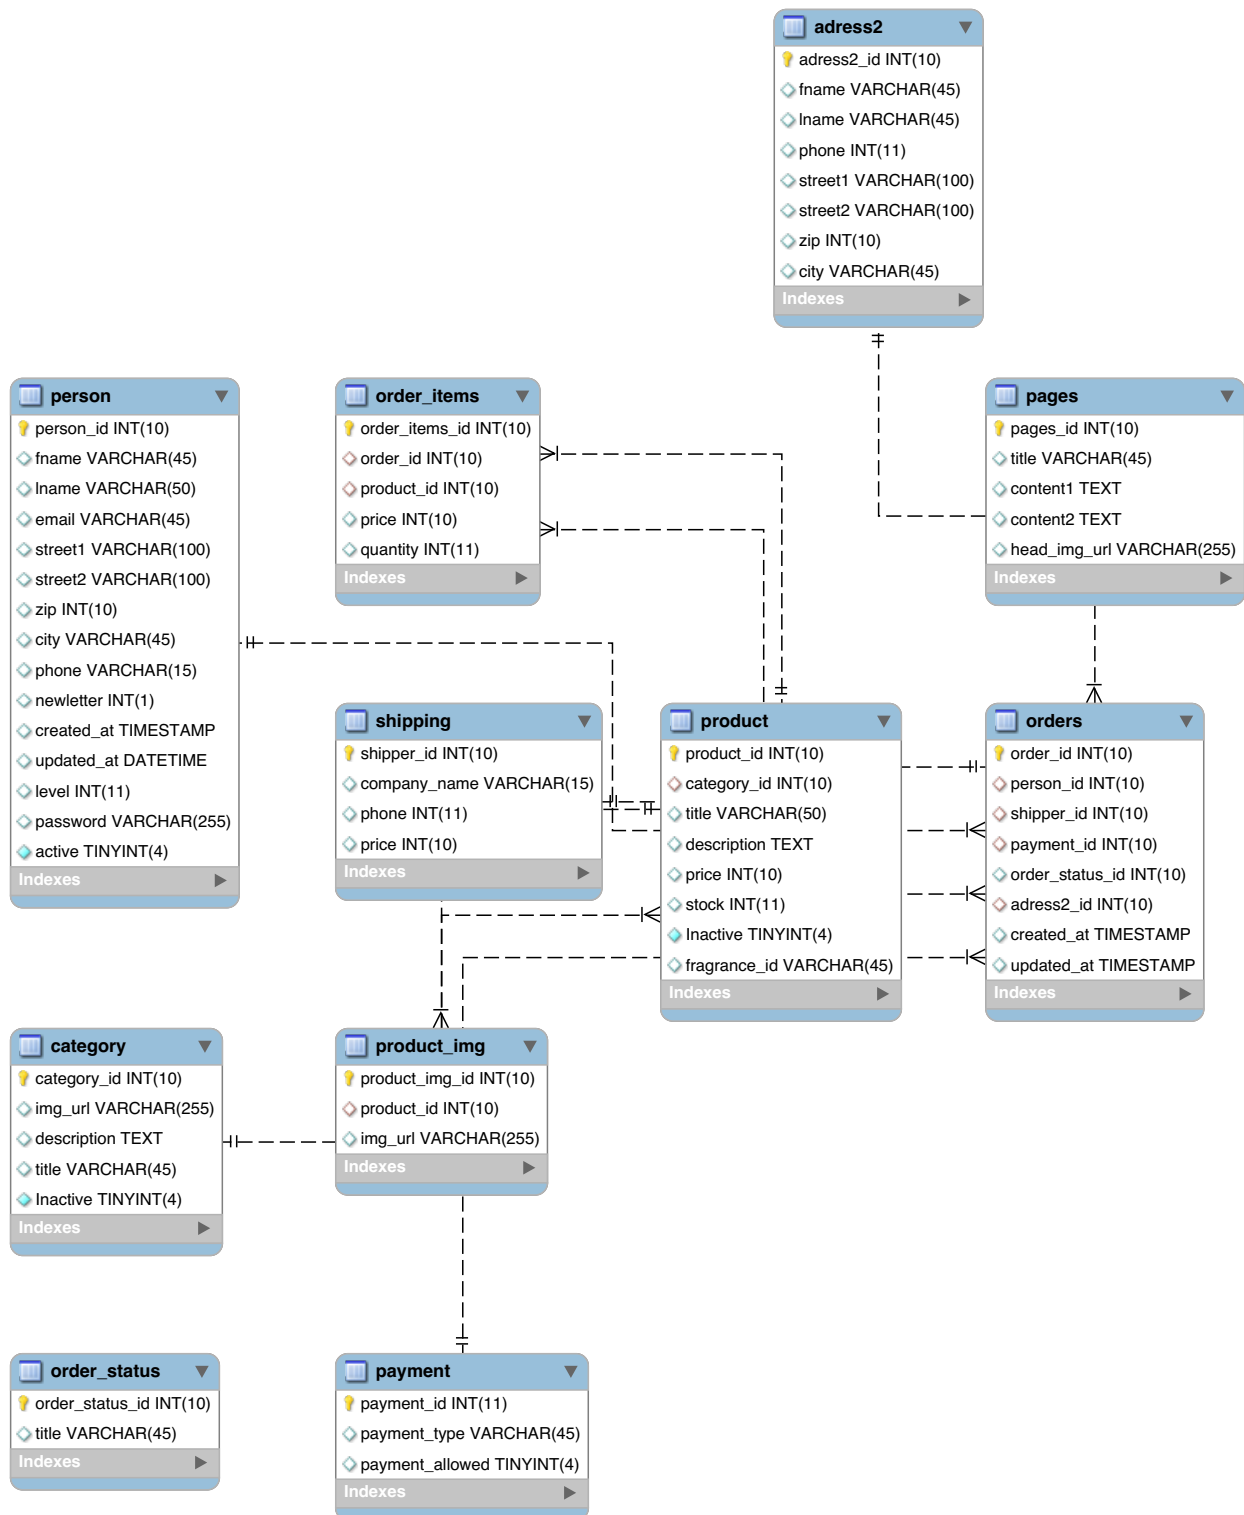 adress2
adress2_id INT(10)
fname VARCHAR(45)
lname VARCHAR(45)
phone INT(11)
street1 VARCHAR(100)
street2 VARCHAR(100)
zip INT(10)
city VARCHAR(45)
Indexes
person
person_id INT(10)
fname VARCHAR(45)
lname VARCHAR(50)
email VARCHAR(45)
street1 VARCHAR(100)
street2 VARCHAR(100)
zip INT(10)
city VARCHAR(45)
phone VARCHAR(15)
newletter INT(1)
created_at TIMESTAMP
updated_at DATETIME
level INT(11)
password VARCHAR(255)
active TINYINT(4)
Indexes
order_items
order_items_id INT(10)
order_id INT(10)
product_id INT(10)
price INT(10)
quantity INT(11)
Indexes
pages
pages_id INT(10)
title VARCHAR(45)
content1 TEXT
content2 TEXT
head_img_url VARCHAR(255)
Indexes
shipping
shipper_id INT(10)
company_name VARCHAR(15)
phone INT(11)
price INT(10)
Indexes
product
product_id INT(10)
category_id INT(10)
title VARCHAR(50)
description TEXT
price INT(10)
stock INT(11)
Inactive TINYINT(4)
fragrance_id VARCHAR(45)
Indexes
orders
order_id INT(10)
person_id INT(10)
shipper_id INT(10)
payment_id INT(10)
order_status_id INT(10)
adress2_id INT(10)
created_at TIMESTAMP
updated_at TIMESTAMP
Indexes
category
category_id INT(10)
img_url VARCHAR(255)
description TEXT
title VARCHAR(45)
Inactive TINYINT(4)
Indexes
product_img
product_img_id INT(10)
product_id INT(10)
img_url VARCHAR(255)
Indexes
order_status
order_status_id INT(10)
title VARCHAR(45)
Indexes
payment
payment_id INT(11)
payment_type VARCHAR(45)
payment_allowed TINYINT(4)
Indexes